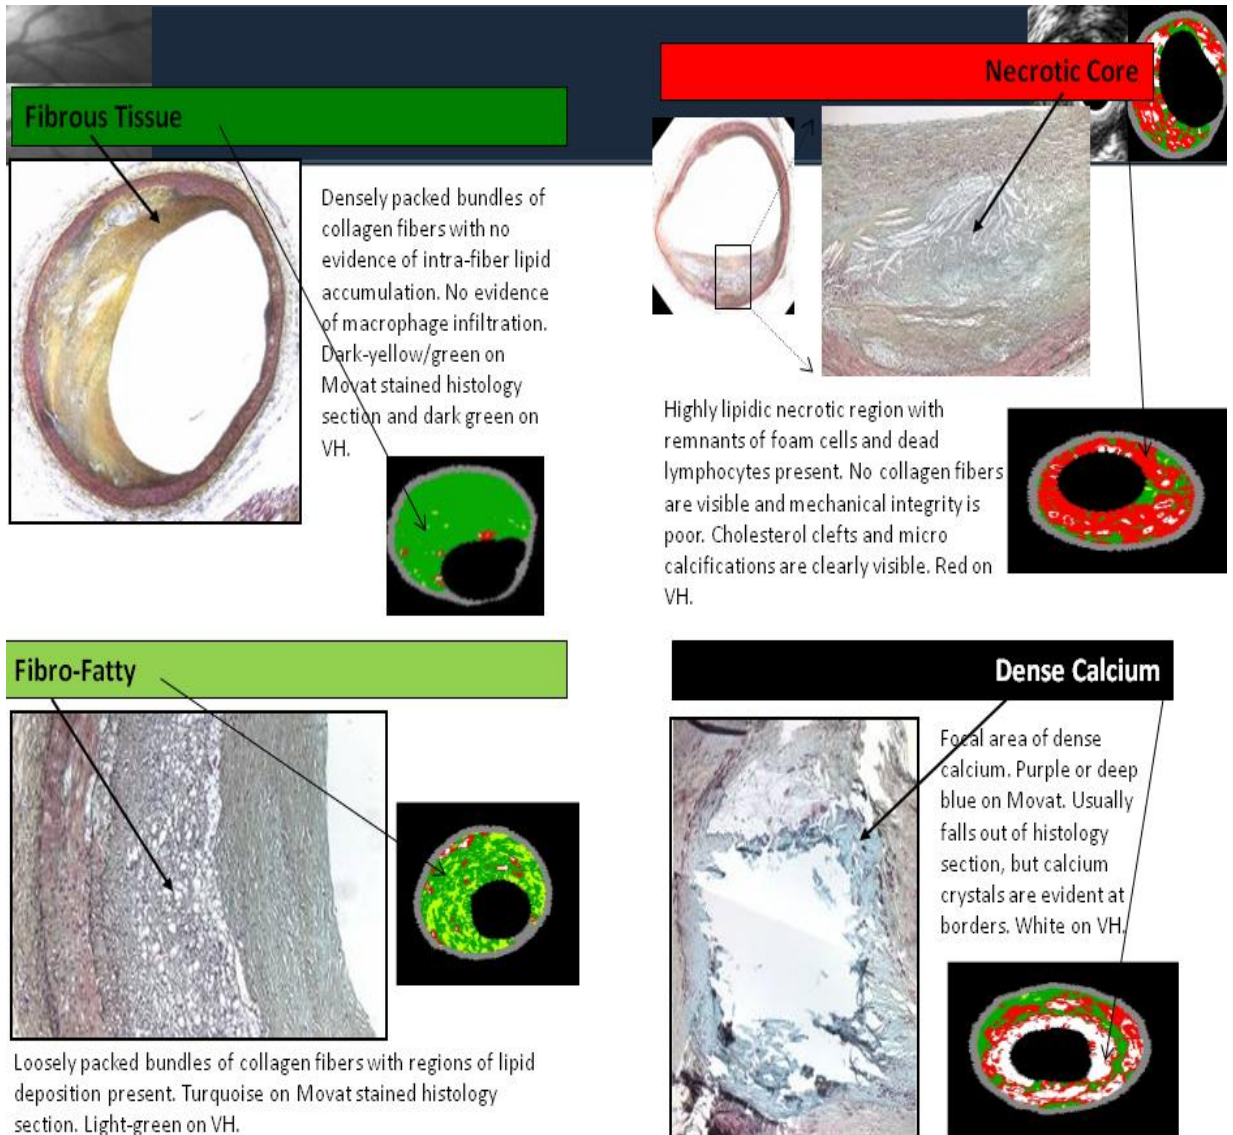 Fibrous Tissue
Densely packed bundles of
collagen fibers with no
evidence of intra-fiber lipid
accumulation. No evidence
of macrophage infiltration.
Dark-yellow/green on
Movat stained histology
section and dark green on
VH.
Necrotic Core
Highly lipidic necrotic region with
remnants of foam cells and dead
lymphocytes present. No collagen fibers
are visible and mechanical integrity is
poor. Cholesterol clefts and micro
calcifications are clearly visible. Red on
VH.
Fibro-Fatty
Loosely packed bundles of collagen fibers with regions of lipid
deposition present. Turquoise on Movat stained histology
section. Light-green on VH.
Dense Calcium
Focal area of dense
calcium. Purple or deep
blue on Movat. Usually
falls out of histology
section, but calcium
crystals are evident at
borders. White on VH.